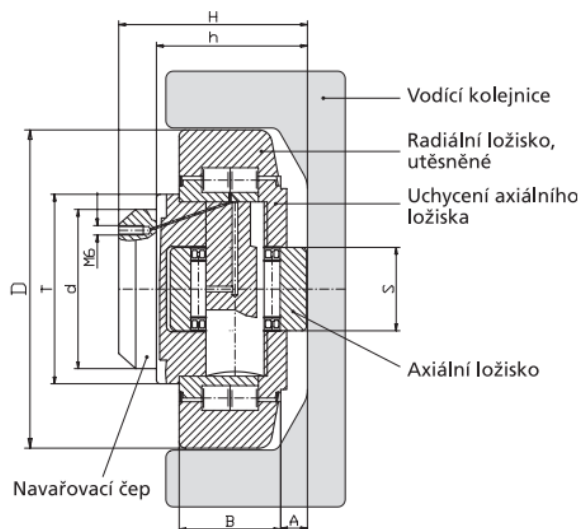 H
h
Vodící kolejnice
Radiální ložisko,
utěsněné
Uchycení axiálního
ložiska
D
T
d
M6
S
Axiální ložisko
Navařovací čep
B
A